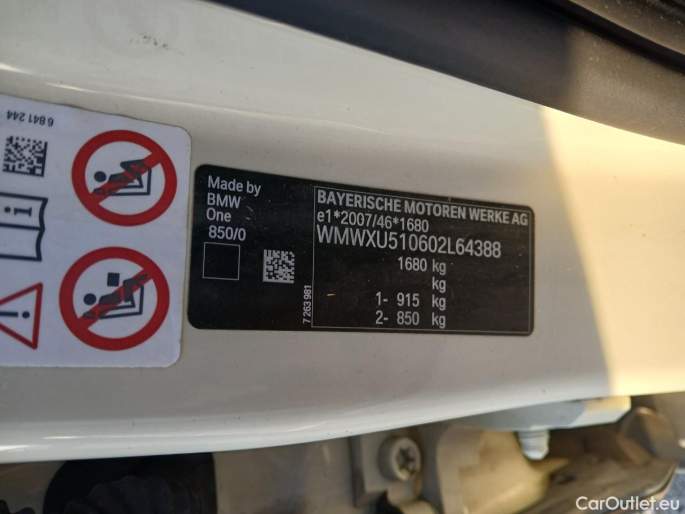 6 841 244
Made by
BMW
One
850/0
7 263 981
BAYERISCHE MOTOREN WERKE AG
e1*2007/46*1680
WMWXU510602L64388
1680 kg
kg
1- 915 kg
2- 850 kg
CarOutlet.eu